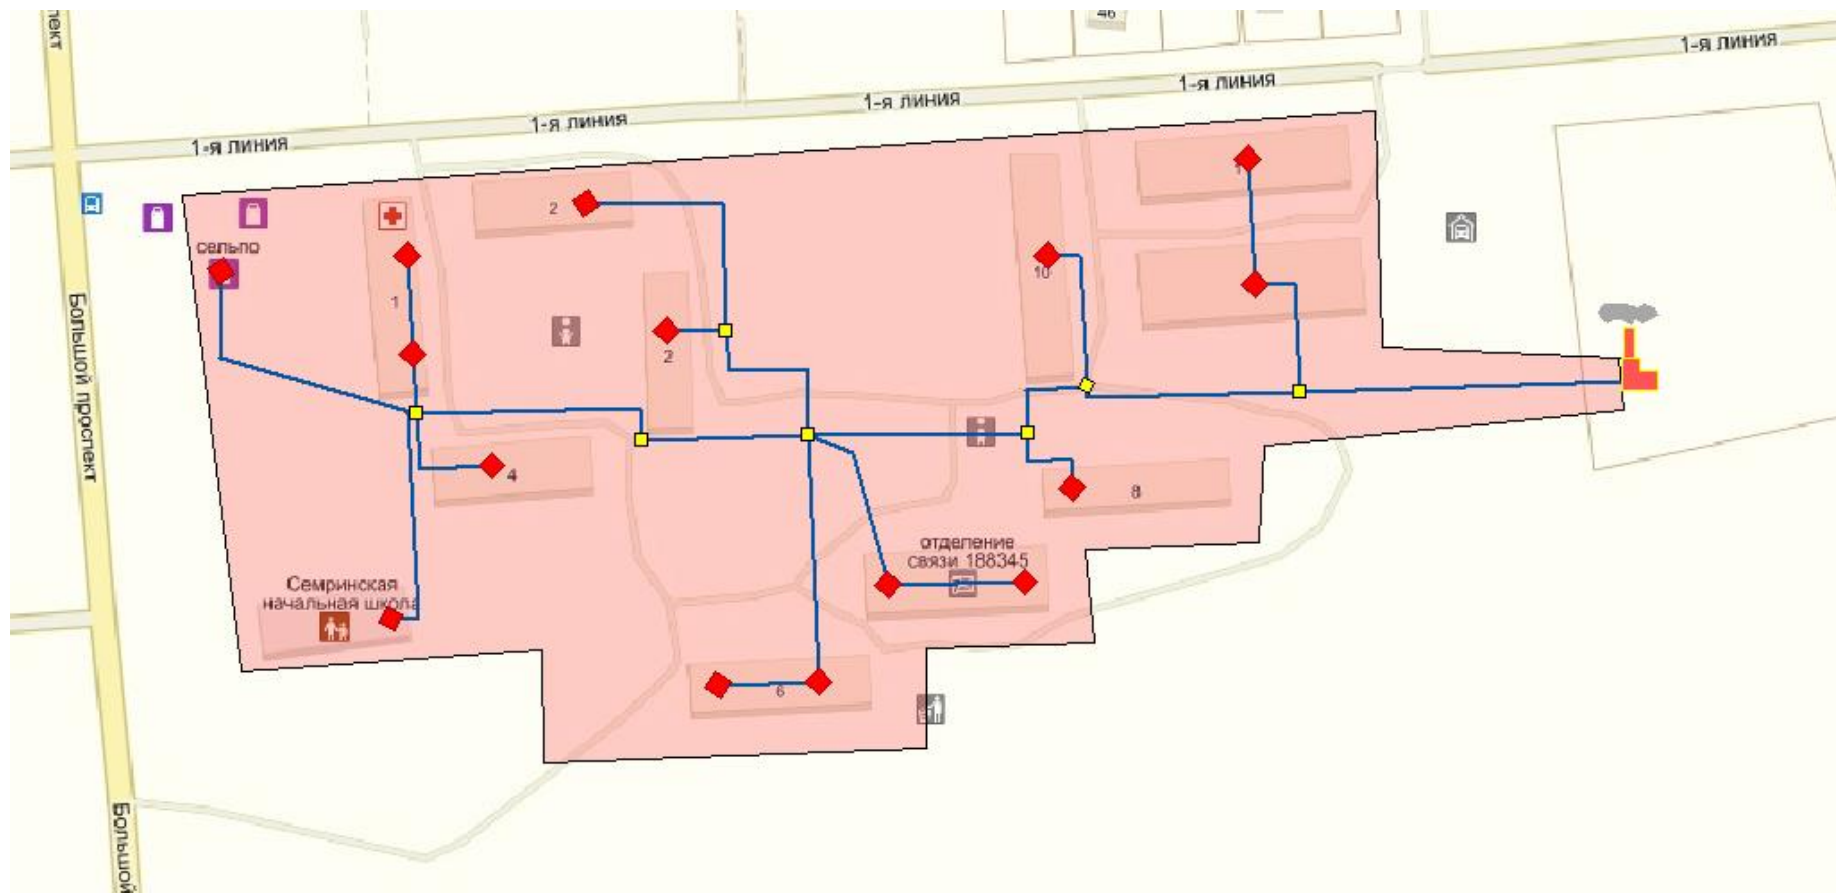 пект
46
1-я линия
1-я линия
1-я линия
1-я линия
1-я линия
сельпо
2
1
2
10
1
Большой проспект
4
8
отделение
связи 188345
Семринская
начальная школа
6
Большой